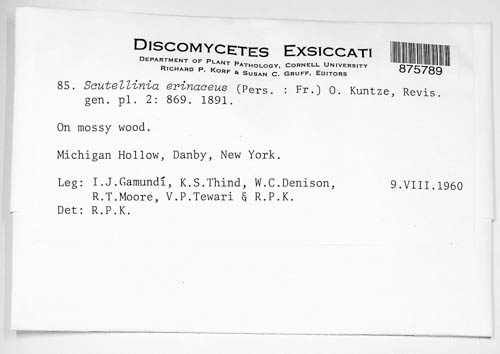 DISCOMYCETES EXSICCATI
DEPARTMENT OF PLANT PATHOLOGY, CORNELL UNIVERSITY
RICHARD P. KORF & SUSAN C. GRUFF, EDITORS
875789
85. Scutellinia erinaceus (Pers. : Fr.) O. Kuntze, Revis.
gen. pl. 2: 869. 1891.
On mossy wood.
Michigan Hollow, Danby, New York.
Leg: I.J.Gamundí, K.S.Thind, W.C.Denison, 9.VIII.1960
R.T.Moore, V.P.Tewari & R.P.K.
Det: R.P.K.